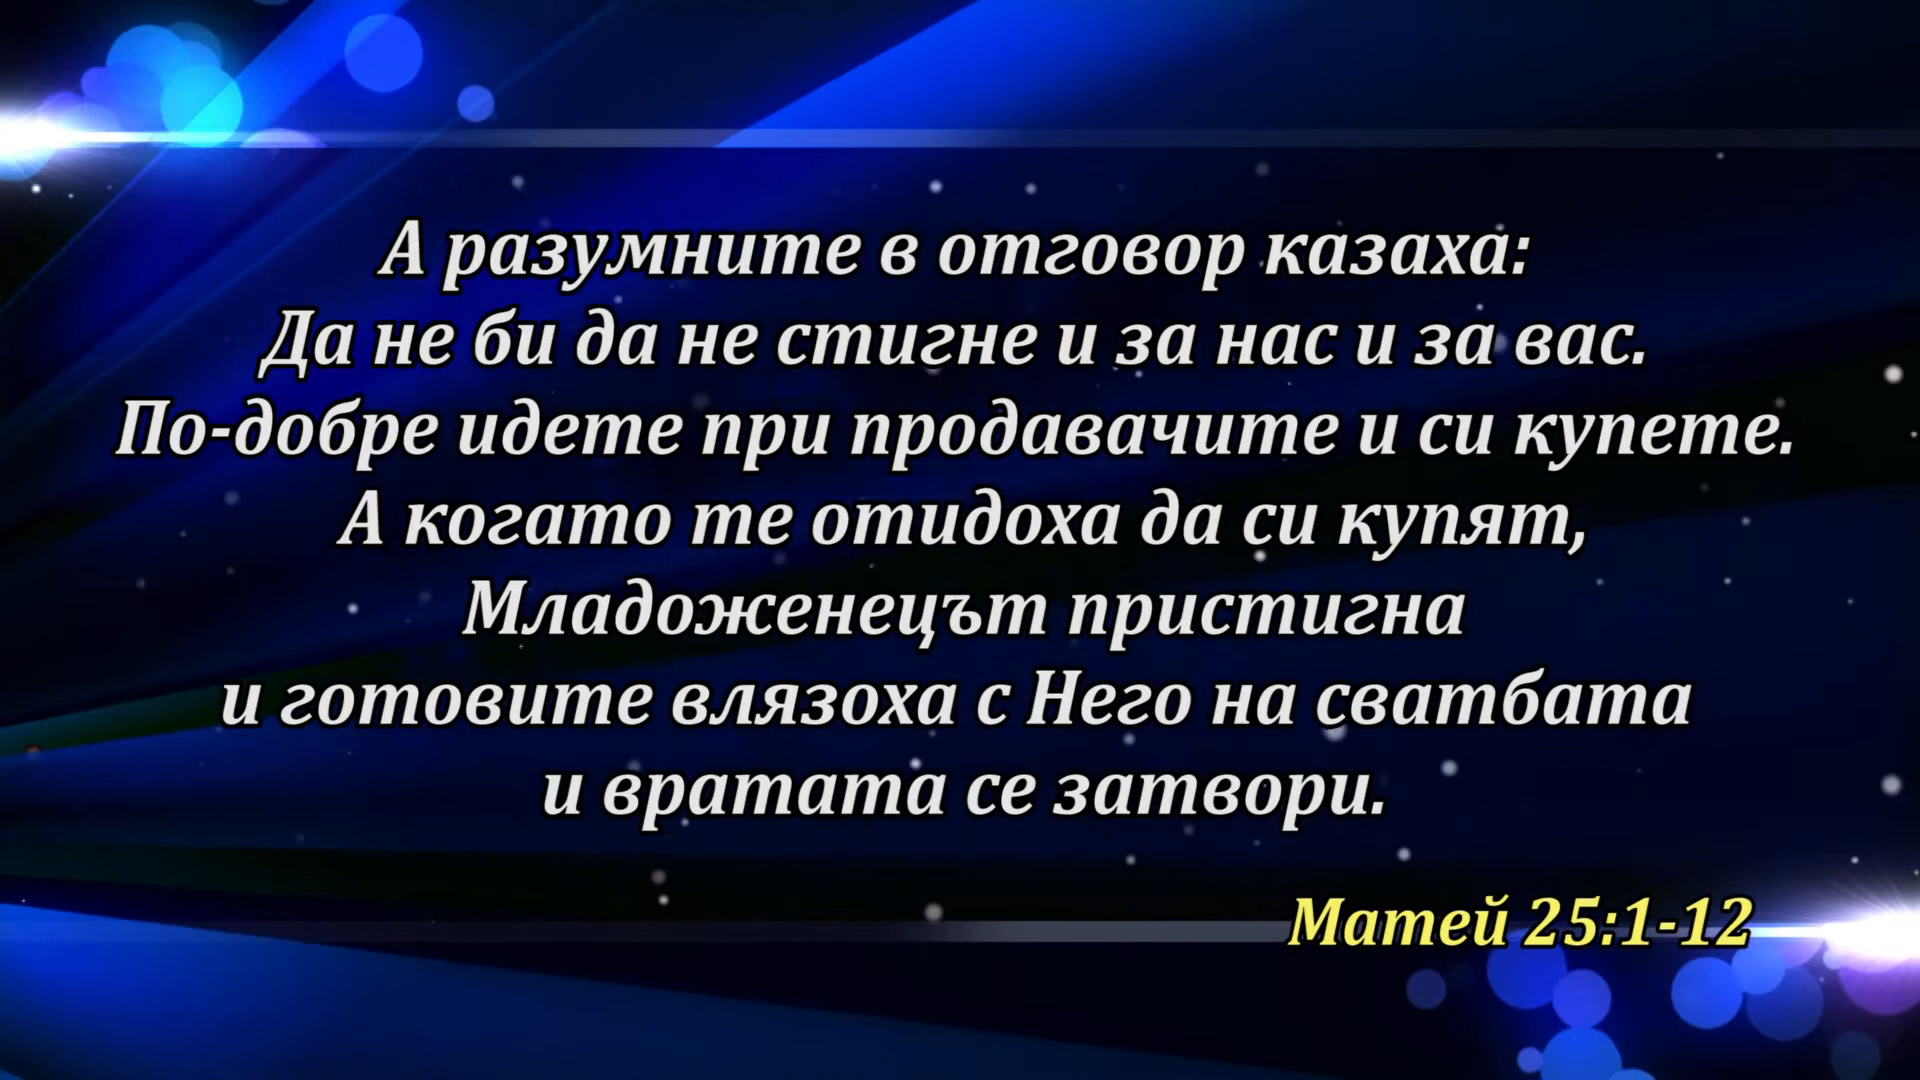 А разумните в отговор казаха:
Да не би да не стигне и за нас и за вас.
По-добре идете при продавачите и си купете.
А когато те отидоха да си купят,
Младоженецът пристигна
и готовите влязоха с Него на сватбата
и вратата се затвори.
Матей 25:1-12